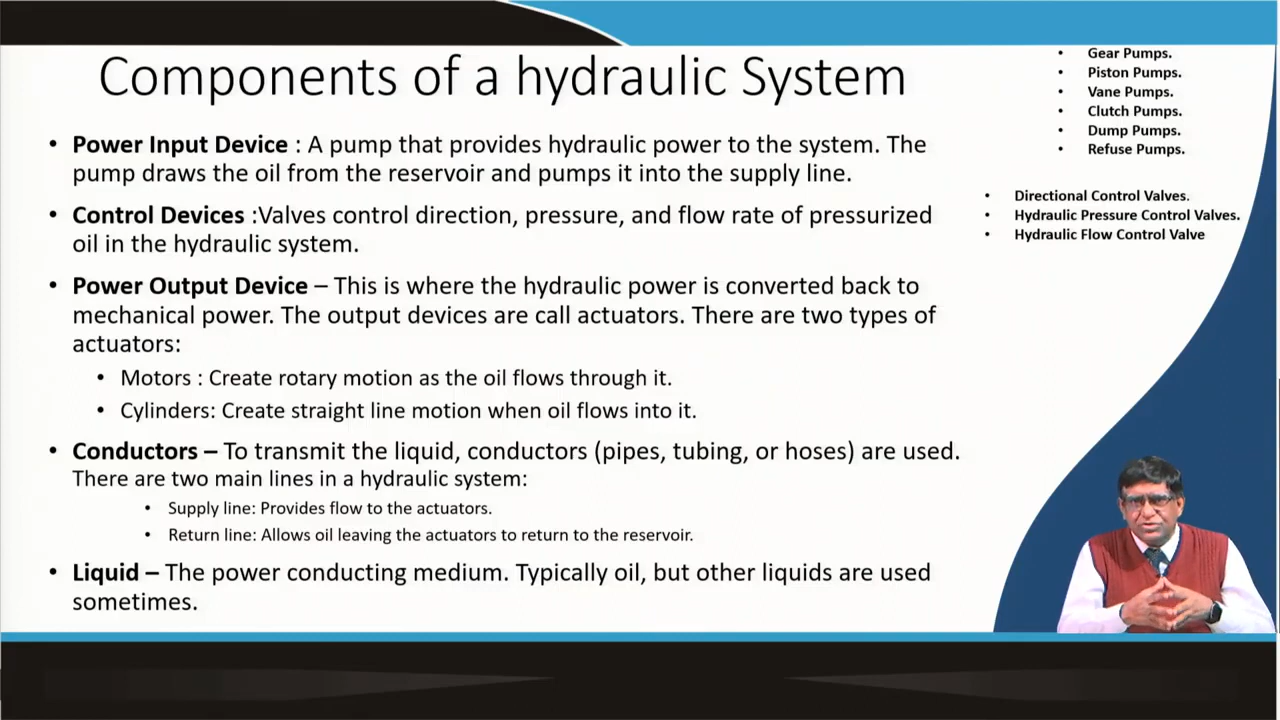 Components of a hydraulic System
• Power Input Device : A pump that provides hydraulic power to the system. The
pump draws the oil from the reservoir and pumps it into the supply line.
• Control Devices :Valves control direction, pressure, and flow rate of pressurized
oil in the hydraulic system.
• Power Output Device – This is where the hydraulic power is converted back to
mechanical power. The output devices are call actuators. There are two types of
actuators:
• Motors : Create rotary motion as the oil flows through it.
• Cylinders: Create straight line motion when oil flows into it.
• Conductors – To transmit the liquid, conductors (pipes, tubing, or hoses) are used.
There are two main lines in a hydraulic system:
• Supply line: Provides flow to the actuators.
• Return line: Allows oil leaving the actuators to return to the reservoir.
• Liquid – The power conducting medium. Typically oil, but other liquids are used
sometimes.
• Gear Pumps.
• Piston Pumps.
• Vane Pumps.
• Clutch Pumps.
• Dump Pumps.
• Refuse Pumps.
• Directional Control Valves.
• Hydraulic Pressure Control Valves.
• Hydraulic Flow Control Valve